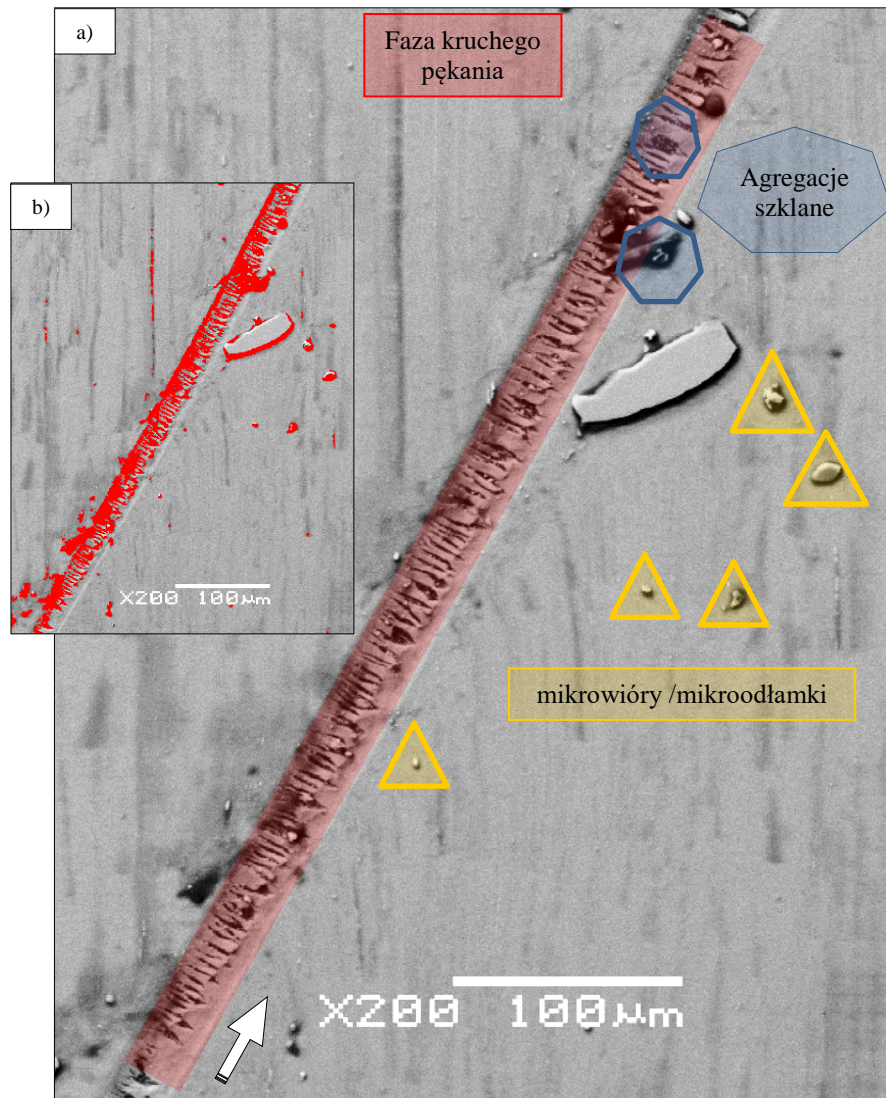 a)
Faza kruchego
pękania
Agregacje
szklane
b)
X200 100µm
mikrowióry /mikroodłamki
X200 100µm